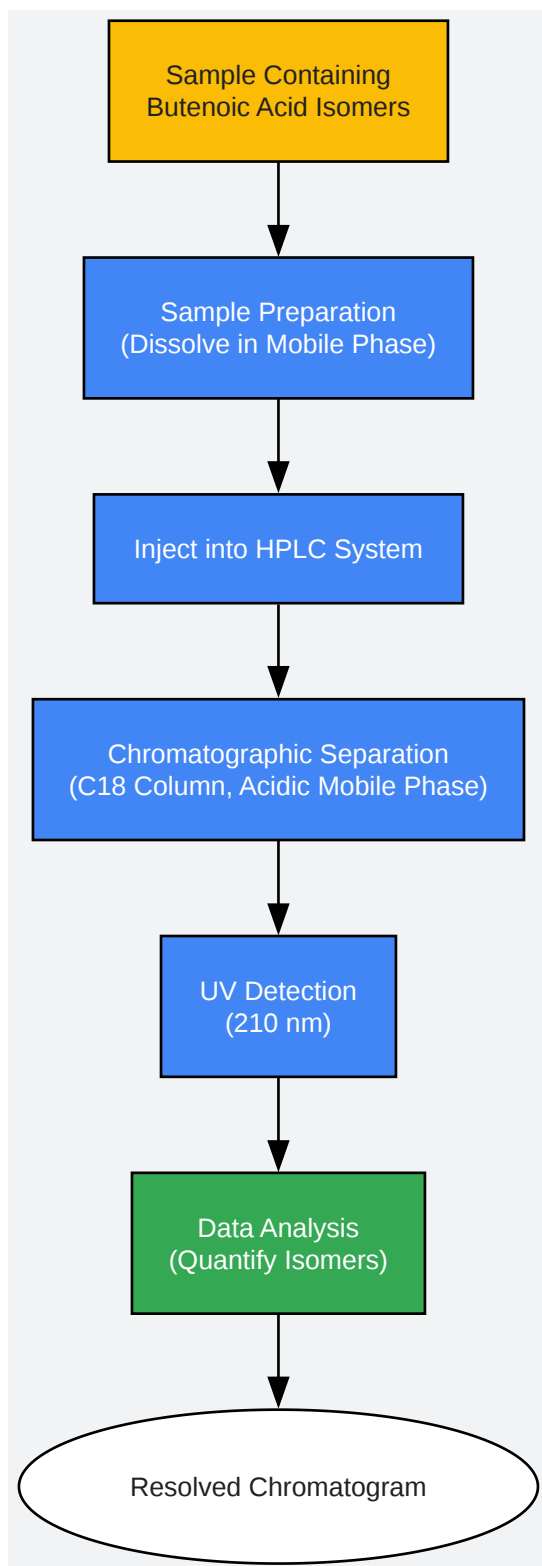 Sample Containing
Butenoic Acid Isomers
Sample Preparation
(Dissolve in Mobile Phase)
Inject into HPLC System
Chromatographic Separation
(C18 Column, Acidic Mobile Phase)
UV Detection
(210 nm)
Data Analysis
(Quantify Isomers)
Resolved Chromatogram